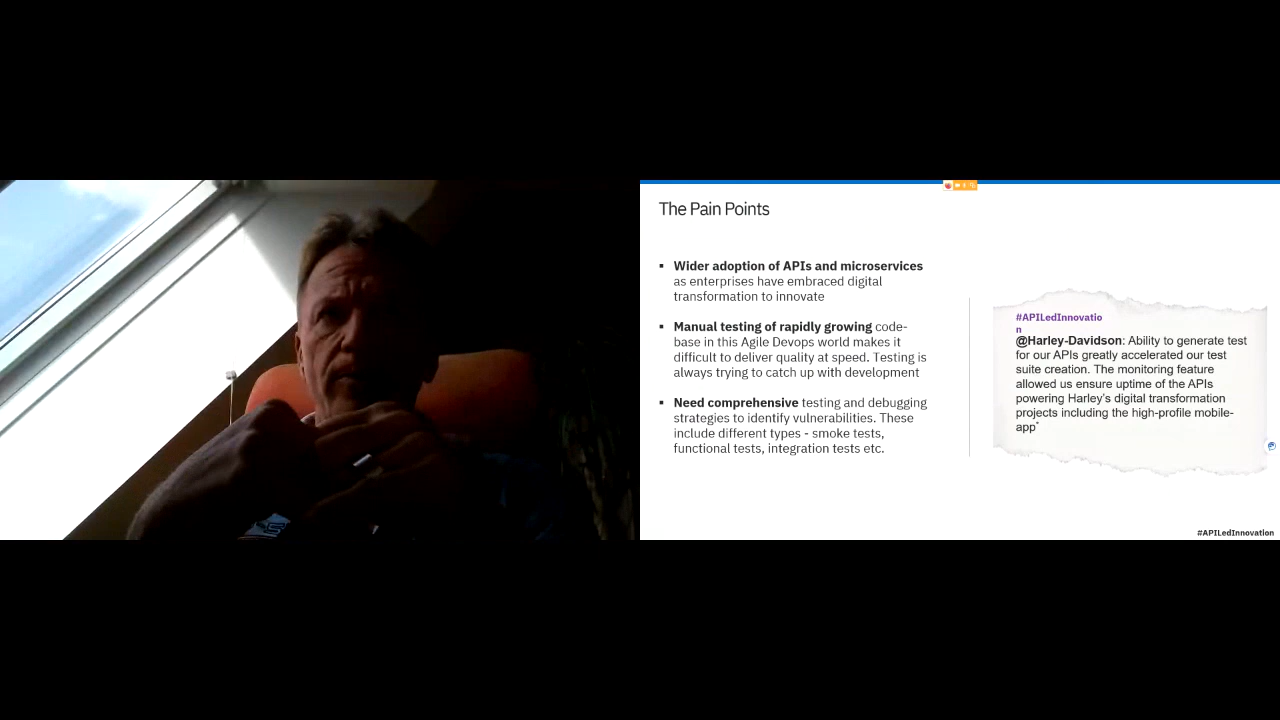 The Pain Points
▪ Wider adoption of APIs and microservices
as enterprises have embraced digital
transformation to innovate
▪ Manual testing of rapidly growing code-
base in this Agile Devops world makes it
difficult to deliver quality at speed. Testing is
always trying to catch up with development
▪ Need comprehensive testing and debugging
strategies to identify vulnerabilities. These
include different types - smoke tests,
functional tests, integration tests etc.
#APILedInnovatio
n
@Harley-Davidson: Ability to generate test
for our APIs greatly accelerated our test
suite creation. The monitoring feature
allowed us ensure uptime of the APIs
powering Harley's digital transformation
projects including the high-profile mobile-
app"
#APILedInnovation